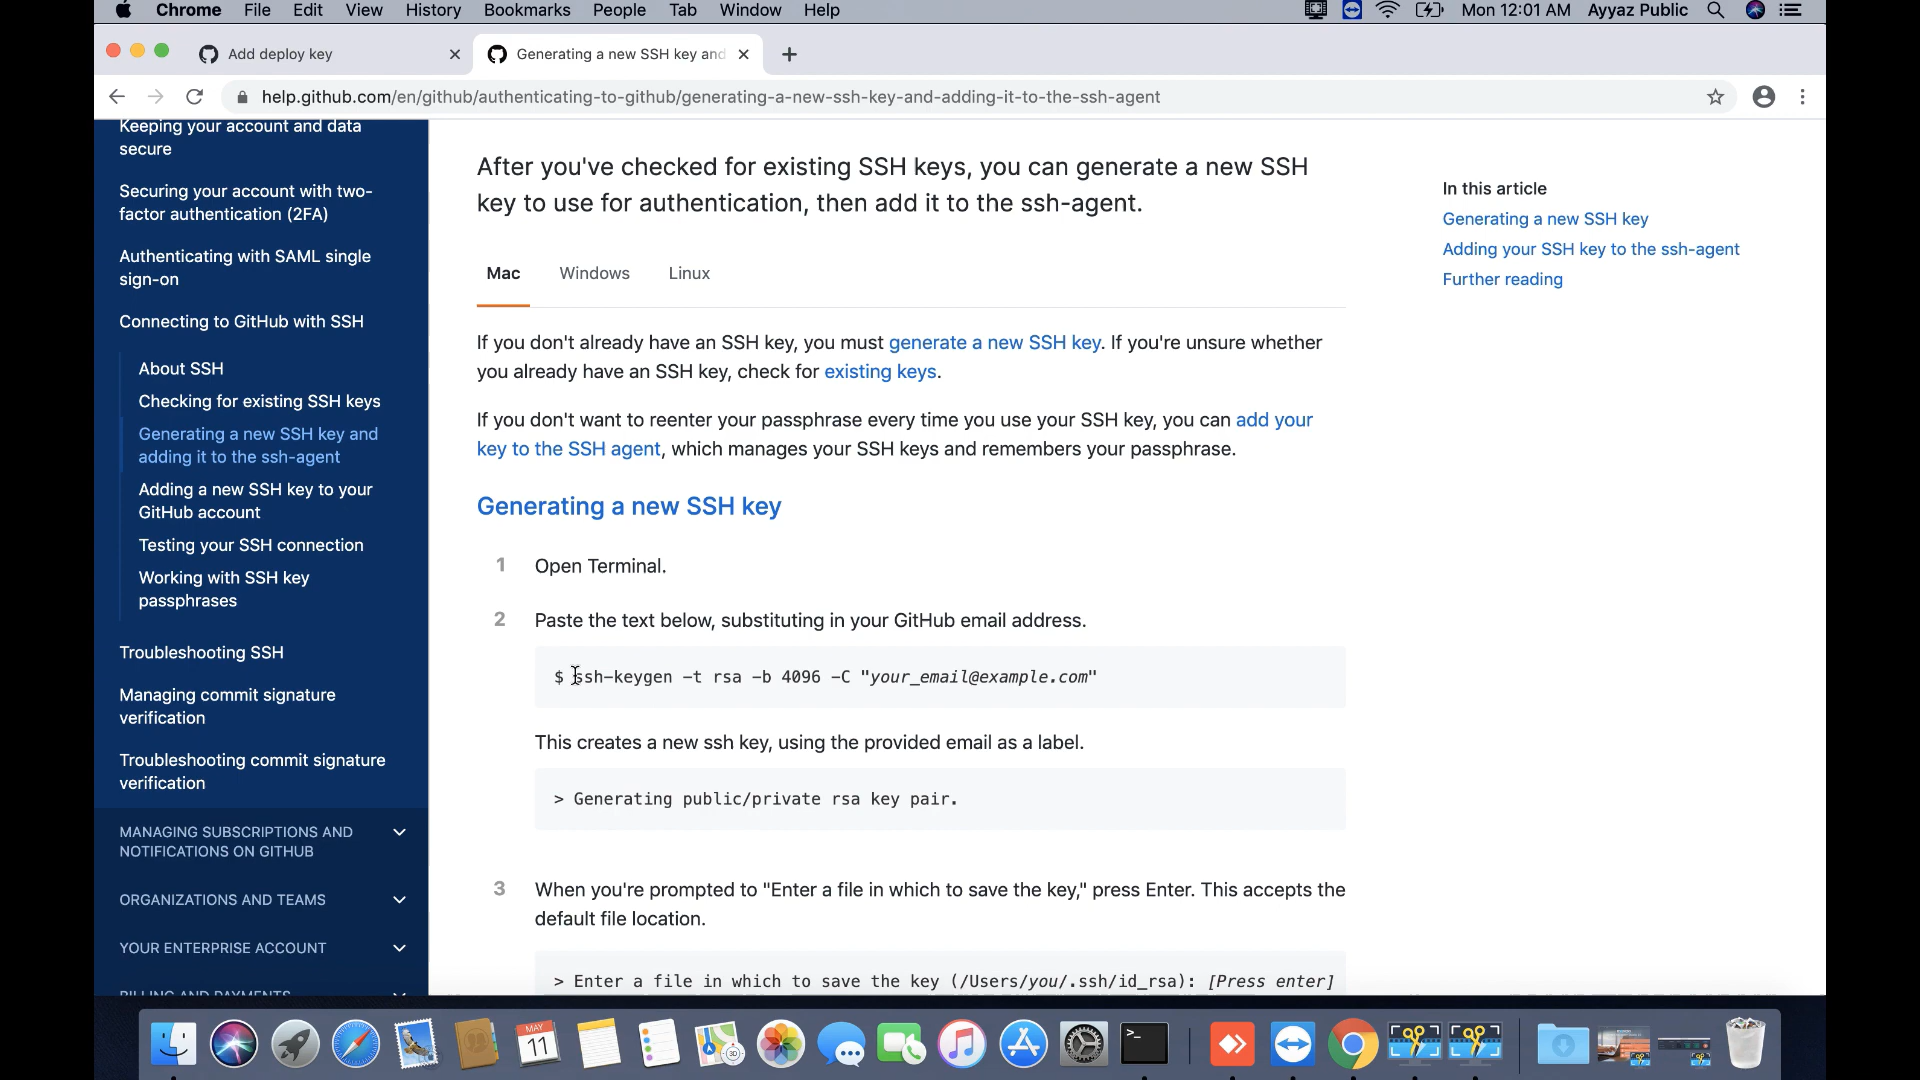 Chrome File Edit View History Bookmarks People Tab Window Help Mon 12:01 AM Ayyaz Public
Add deploy key Generating a new SSH key and
help.github.com/en/github/authenticating-to-github/generating-a-new-ssh-key-and-adding-it-to-the-ssh-agent
Keeping your account and data
secure
Securing your account with two-
factor authentication (2FA)
Authenticating with SAML single
sign-on
Connecting to GitHub with SSH
About SSH
Checking for existing SSH keys
Generating a new SSH key and
adding it to the ssh-agent
Adding a new SSH key to your
GitHub account
Testing your SSH connection
Working with SSH key
passphrases
Troubleshooting SSH
Managing commit signature
verification
Troubleshooting commit signature
verification
MANAGING SUBSCRIPTIONS AND
NOTIFICATIONS ON GITHUB
ORGANIZATIONS AND TEAMS
YOUR ENTERPRISE ACCOUNT
BILLING AND PAYMENTS
After you've checked for existing SSH keys, you can generate a new SSH
key to use for authentication, then add it to the ssh-agent.
Mac Windows Linux
If you don't already have an SSH key, you must generate a new SSH key. If you're unsure whether
you already have an SSH key, check for existing keys.
If you don't want to reenter your passphrase every time you use your SSH key, you can add your
key to the SSH agent, which manages your SSH keys and remembers your passphrase.
Generating a new SSH key
1 Open Terminal.
2 Paste the text below, substituting in your GitHub email address.
$ ssh-keygen -t rsa -b 4096 -C "your_email@example.com"
This creates a new ssh key, using the provided email as a label.
> Generating public/private rsa key pair.
3 When you're prompted to "Enter a file in which to save the key," press Enter. This accepts the
default file location.
> Enter a file in which to save the key (/Users/you/.ssh/id_rsa): [Press enter]
In this article
Generating a new SSH key
Adding your SSH key to the ssh-agent
Further reading
MAY
11
3D
>_